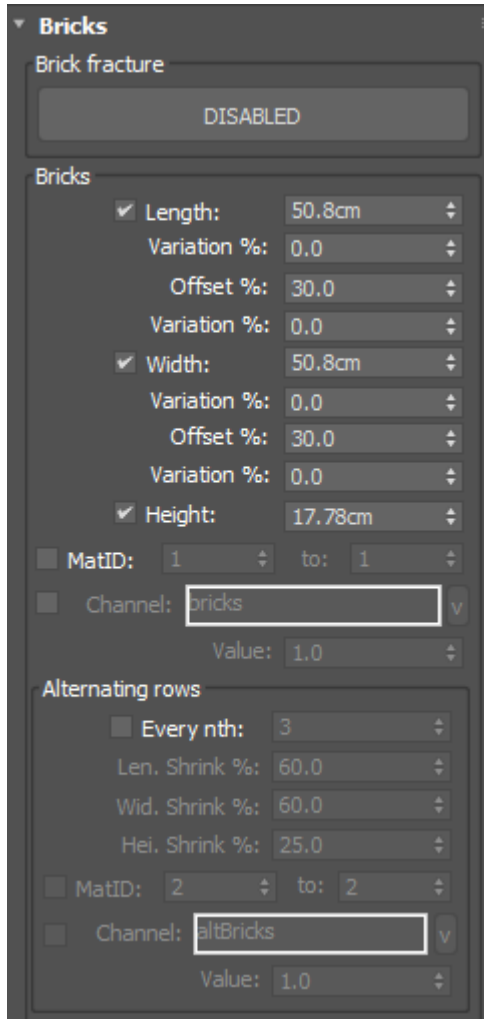 Bricks
Brick fracture
DISABLED
Bricks
Length: 50.8cm
Variation %: 0.0
Offset %: 30.0
Variation %: 0.0
Width: 50.8cm
Variation %: 0.0
Offset %: 30.0
Variation %: 0.0
Height: 17.78cm
MatID: 1 to: 1
Channel: bricks v
Value: 1.0
Alternating rows
Every nth: 3
Len. Shrink %: 60.0
Wid. Shrink %: 60.0
Hei. Shrink %: 25.0
MatID: 2 to: 2
Channel: altBricks v
Value: 1.0